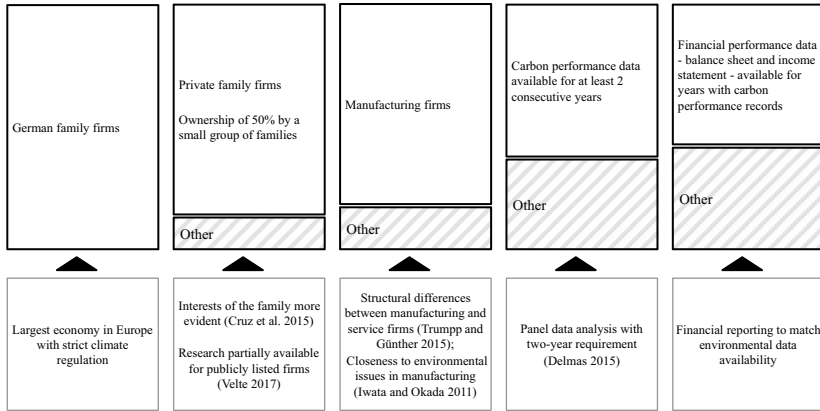 German family firms
Private family firms
Ownership of 50% by a
small group of families
Other
Manufacturing firms
Other
Carbon performance data
available for at least 2
consecutive years
Other
Financial performance data
- balance sheet and income
statement - available for
years with carbon
performance records
Other
Largest economy in Europe
with strict climate
regulation
Interests of the family more
evident (Cruz et al. 2015)
Research partially available
for publicly listed firms
(Velte 2017)
Structural differences
between manufacturing and
service firms (Trumpp and
Günther 2015);
Closeness to environmental
issues in manufacturing
(Iwata and Okada 2011)
Panel data analysis with
two-year requirement
(Delmas 2015)
Financial reporting to match
environmental data
availability